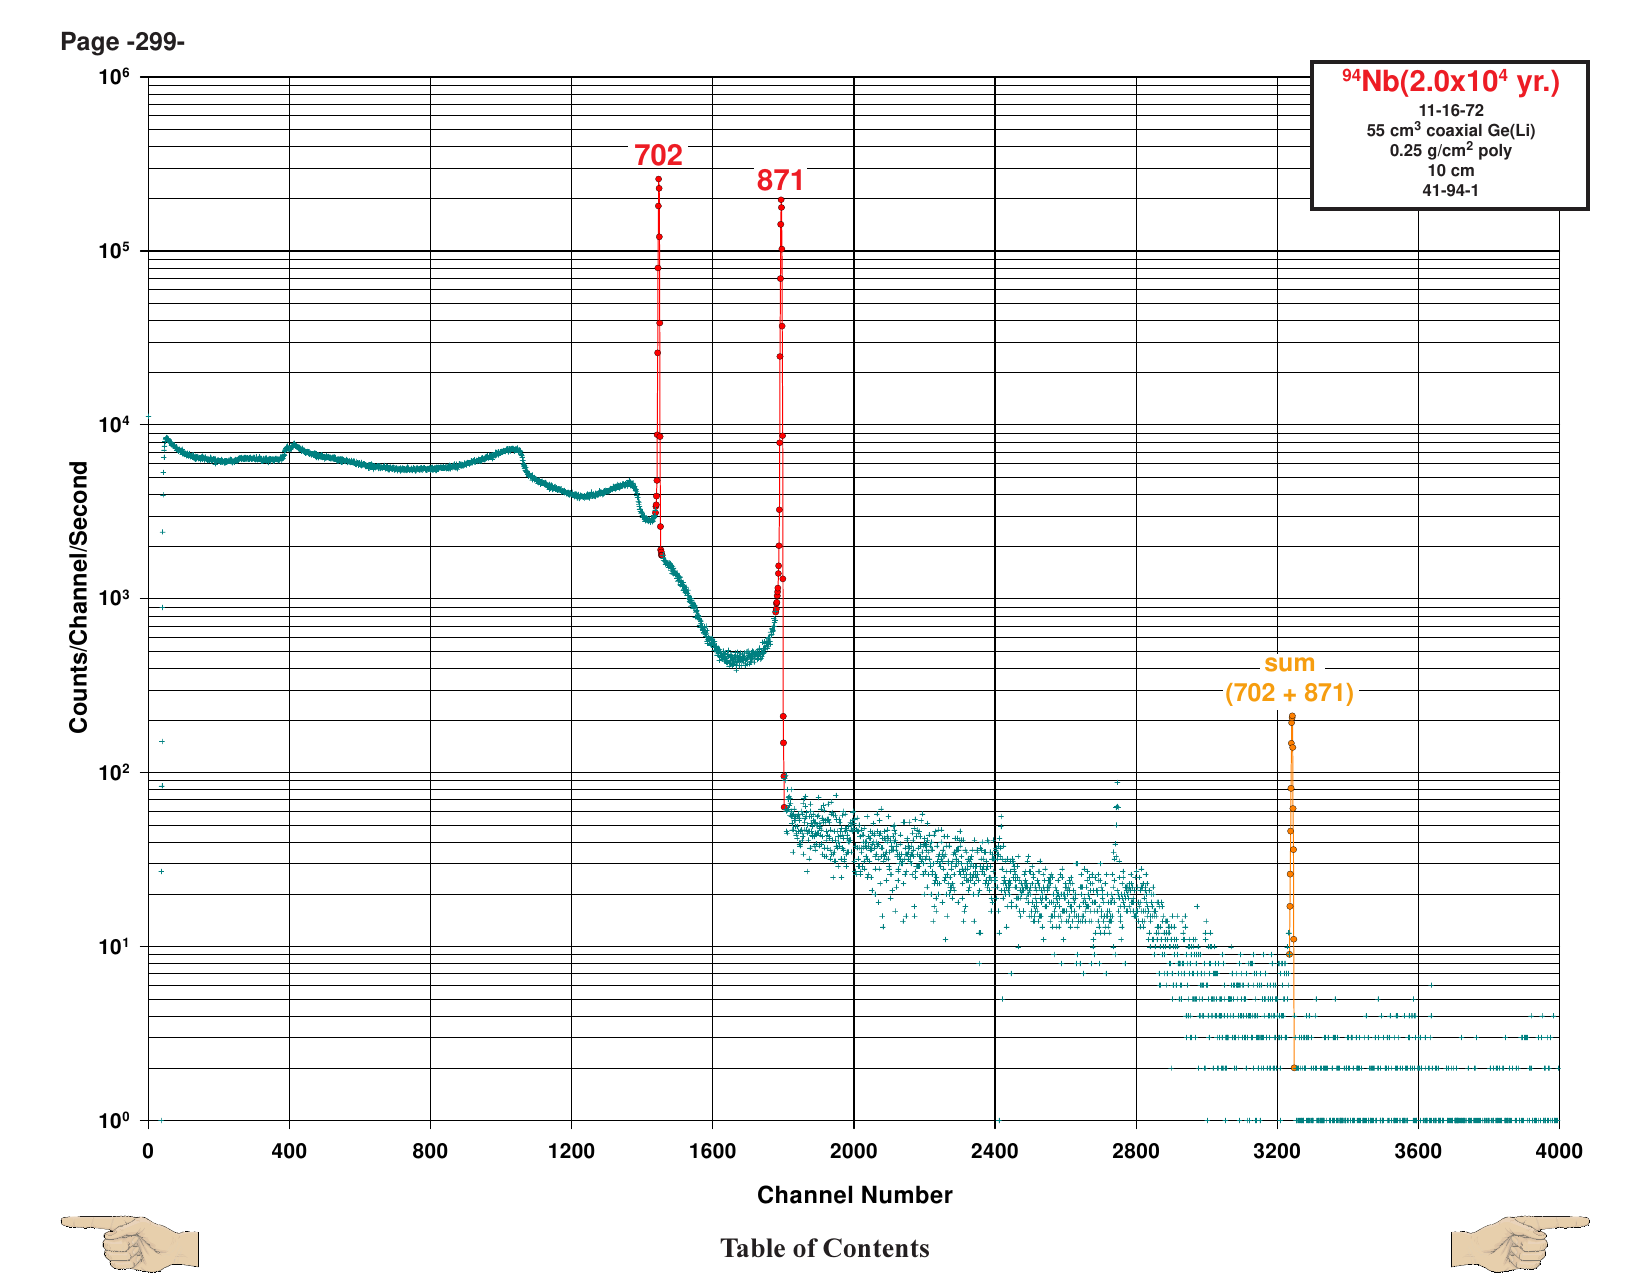 Page -299-
⁹⁴Nb(2.0x10⁴ yr.)
11-16-72
55 cm³ coaxial Ge(Li)
0.25 g/cm² poly
10 cm
41-94-1
702
871
sum
(702 + 871)
10⁶
10⁵
10⁴
10³
10²
10¹
10⁰
Counts/Channel/Second
0 400 800 1200 1600 2000 2400 2800 3200 3600 4000
Channel Number
Table of Contents